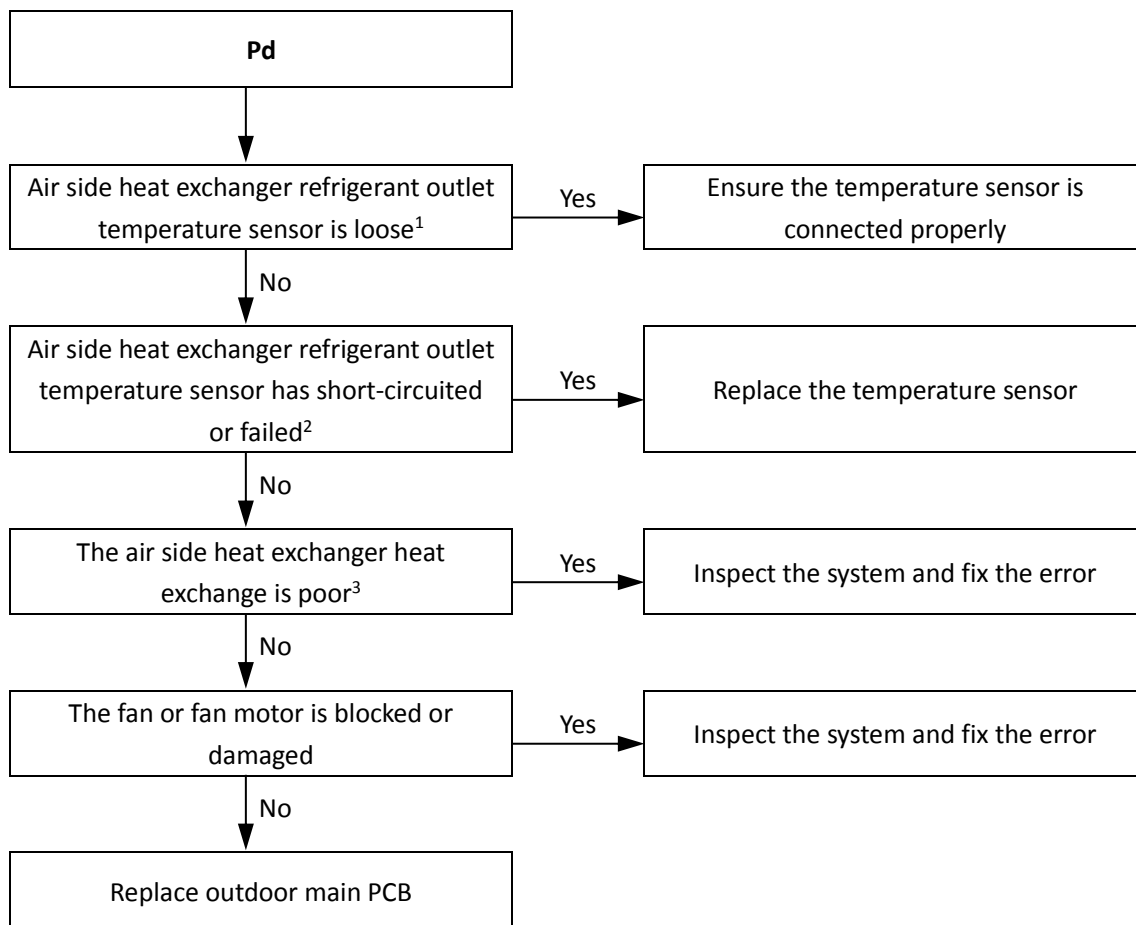 Pd
Air side heat exchanger refrigerant outlet
temperature sensor is loose¹
Yes
Ensure the temperature sensor is
connected properly
No
Air side heat exchanger refrigerant outlet
temperature sensor has short-circuited
or failed²
Yes
Replace the temperature sensor
No
The air side heat exchanger heat
exchange is poor³
Yes
Inspect the system and fix the error
No
The fan or fan motor is blocked or
damaged
Yes
Inspect the system and fix the error
No
Replace outdoor main PCB